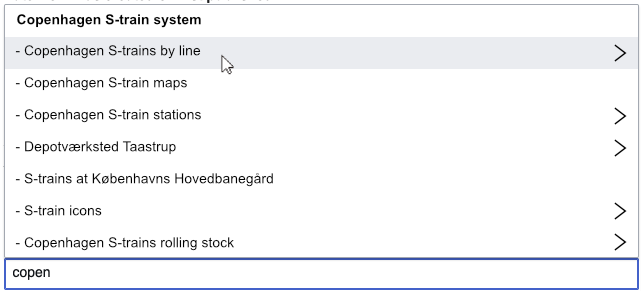 Copenhagen S-train system
- Copenhagen S-trains by line
- Copenhagen S-train maps
- Copenhagen S-train stations
- Depotværksted Taastrup
- S-trains at Københavns Hovedbanegård
- S-train icons
- Copenhagen S-trains rolling stock
copen